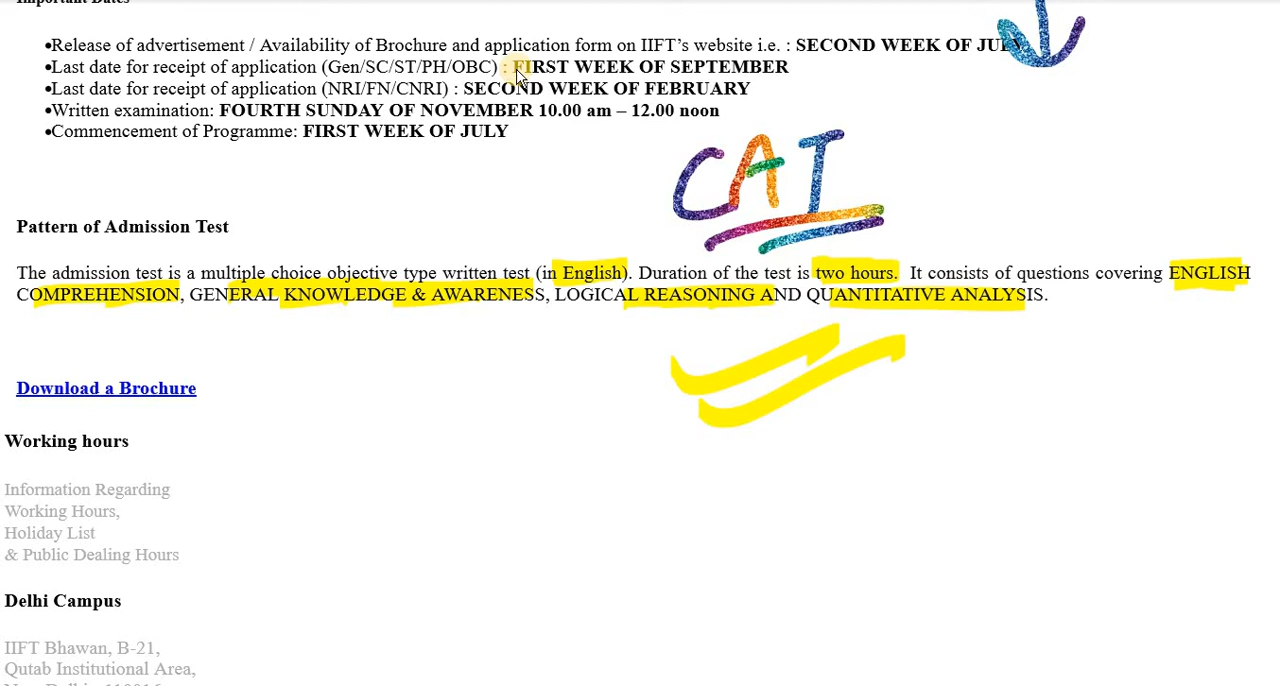 Important Dates
•Release of advertisement / Availability of Brochure and application form on IIFT's website i.e. : SECOND WEEK OF JULY
•Last date for receipt of application (Gen/SC/ST/PH/OBC) : FIRST WEEK OF SEPTEMBER
•Last date for receipt of application (NRI/FN/CNRI) : SECOND WEEK OF FEBRUARY
•Written examination: FOURTH SUNDAY OF NOVEMBER 10.00 am – 12.00 noon
•Commencement of Programme: FIRST WEEK OF JULY
CAT
Pattern of Admission Test
The admission test is a multiple choice objective type written test (in English). Duration of the test is two hours. It consists of questions covering ENGLISH
COMPREHENSION, GENERAL KNOWLEDGE & AWARENESS, LOGICAL REASONING AND QUANTITATIVE ANALYSIS.
Download a Brochure
Working hours
Information Regarding
Working Hours,
Holiday List
& Public Dealing Hours
Delhi Campus
IIFT Bhawan, B-21,
Qutab Institutional Area,